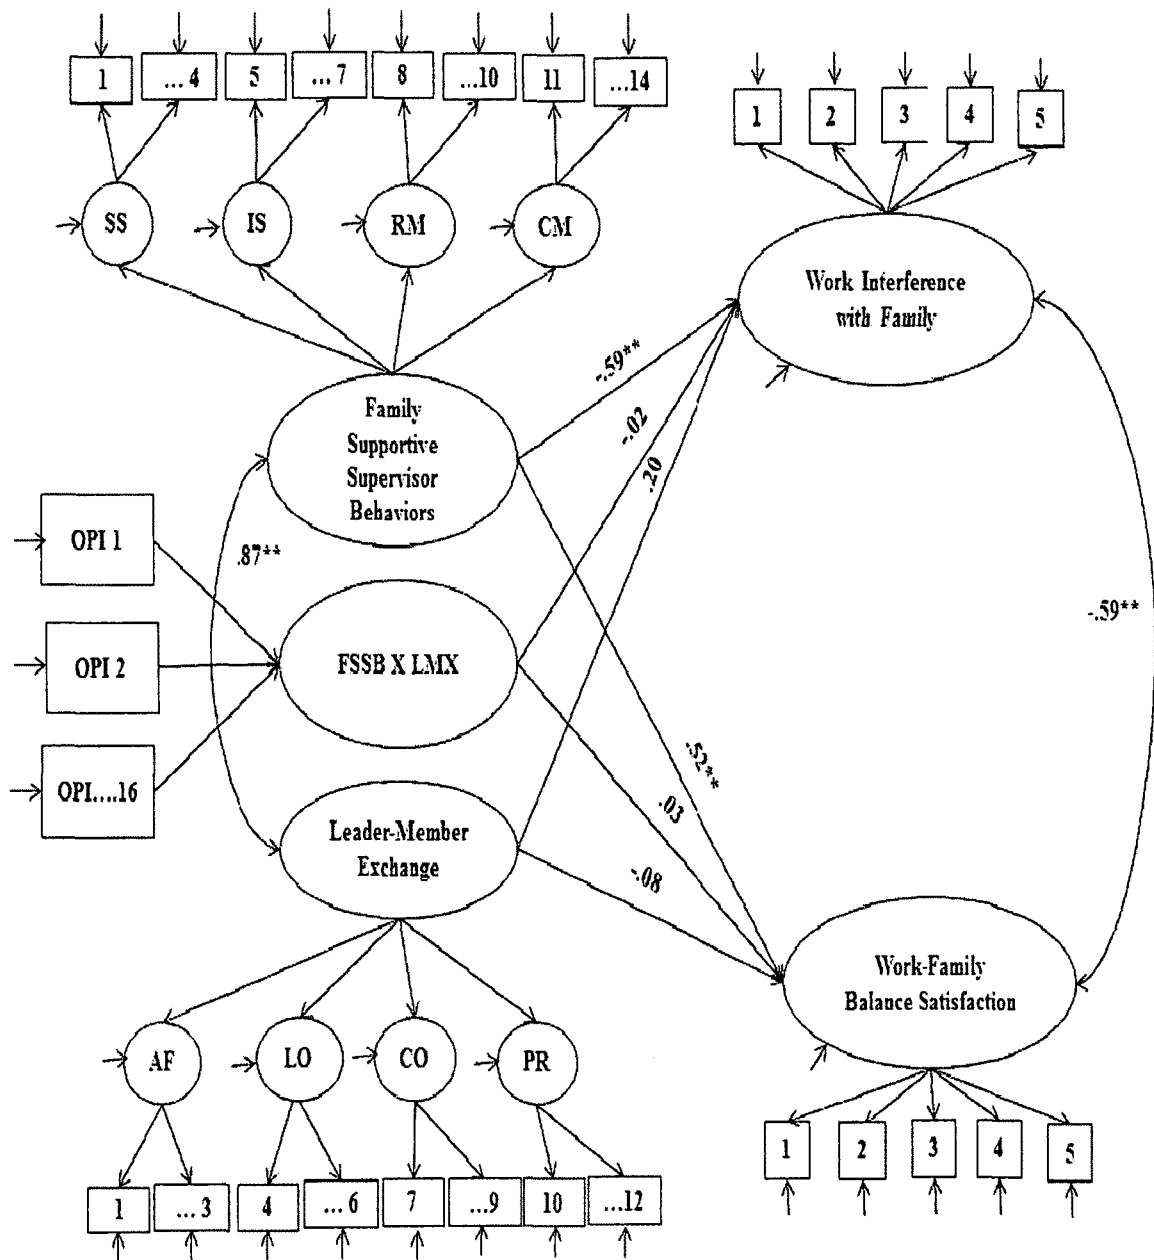 1 ...4 5 ...7 8 ...10 11 ...14
1 2 3 4 5
SS IS RM CM
Work Interference
with Family
-.59**
-.02
.20
Family
Supportive
Supervisor
Behaviors
OPI 1
.87**
-.59**
OPI 2
FSSB X LMX
OPI....16
-.52**
.03
-.08
Leader-Member
Exchange
Work-Family
Balance Satisfaction
AF LO CO PR
1 2 3 4 5
1 ...3 4 ...6 7 ...9 10 ...12